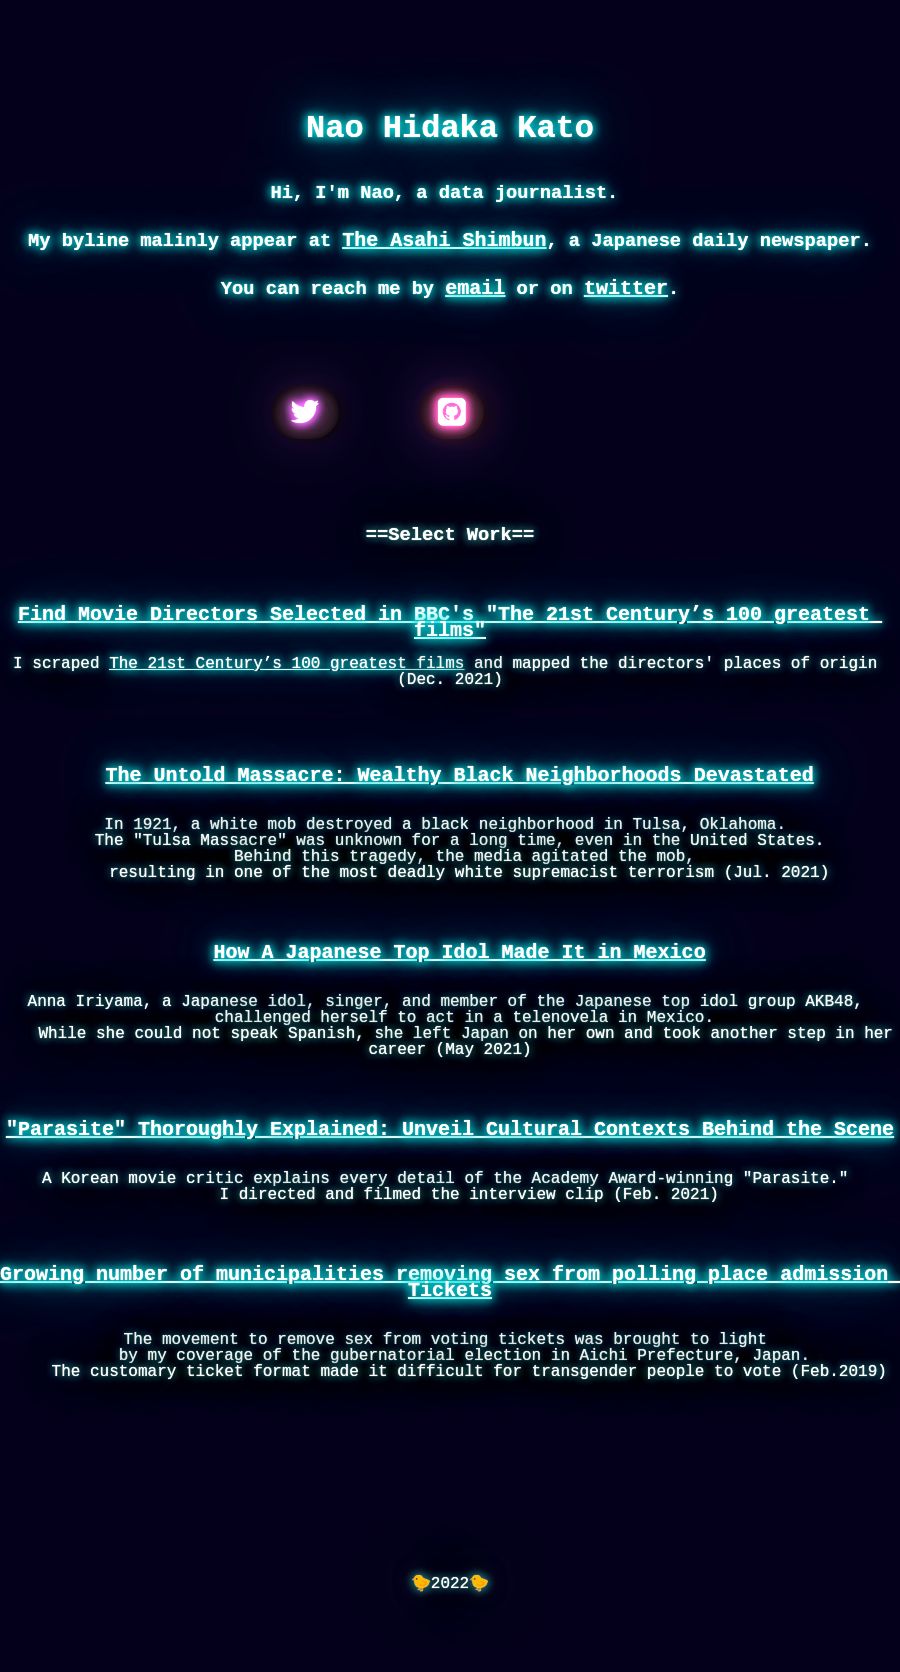 Nao Hidaka Kato
Hi, I'm Nao, a data journalist.
My byline malinly appear at The Asahi Shimbun, a Japanese daily newspaper.
You can reach me by email or on twitter.
==Select Work==
Find Movie Directors Selected in BBC's "The 21st Century’s 100 greatest
films"
I scraped The 21st Century’s 100 greatest films and mapped the directors' places of origin
(Dec. 2021)
The Untold Massacre: Wealthy Black Neighborhoods Devastated
In 1921, a white mob destroyed a black neighborhood in Tulsa, Oklahoma.
The "Tulsa Massacre" was unknown for a long time, even in the United States.
Behind this tragedy, the media agitated the mob,
resulting in one of the most deadly white supremacist terrorism (Jul. 2021)
How A Japanese Top Idol Made It in Mexico
Anna Iriyama, a Japanese idol, singer, and member of the Japanese top idol group AKB48,
challenged herself to act in a telenovela in Mexico.
While she could not speak Spanish, she left Japan on her own and took another step in her
career (May 2021)
"Parasite" Thoroughly Explained: Unveil Cultural Contexts Behind the Scene
A Korean movie critic explains every detail of the Academy Award-winning "Parasite."
I directed and filmed the interview clip (Feb. 2021)
Growing number of municipalities removing sex from polling place admission
Tickets
The movement to remove sex from voting tickets was brought to light
by my coverage of the gubernatorial election in Aichi Prefecture, Japan.
The customary ticket format made it difficult for transgender people to vote (Feb.2019)
🐤2022🐤